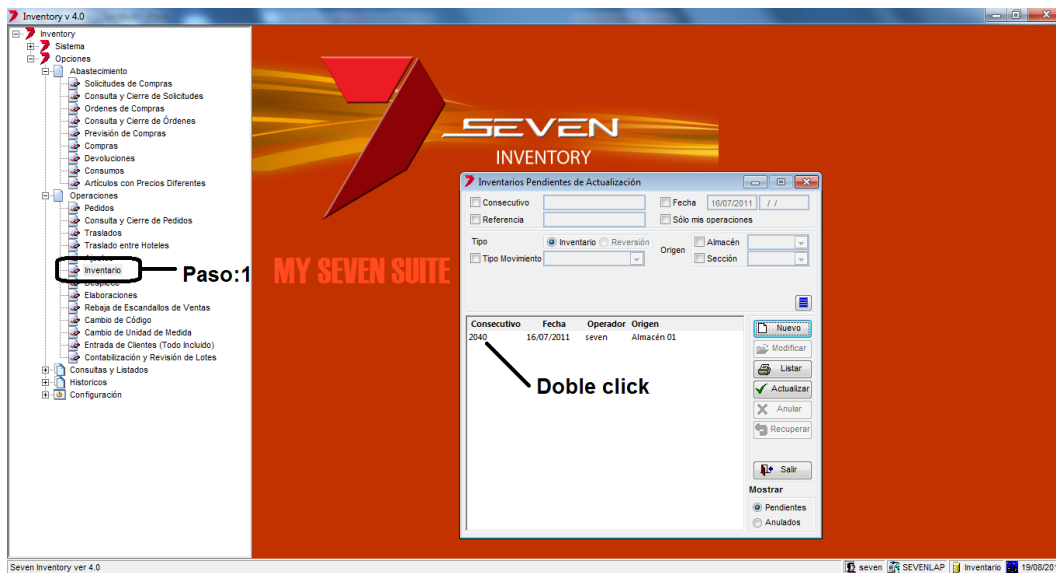 Inventory v 4.0
Inventory
Sistema
Opciones
Abastecimiento
Solicitudes de Compras
Consulta y Cierre de Solicitudes
Ordenes de Compras
Consulta y Cierre de Órdenes
Previsión de Compras
Compras
Devoluciones
Consumos
Artículos con Precios Diferentes
Operaciones
Pedidos
Consulta y Cierre de Pedidos
Traslados
Traslado entre Hoteles
Ajustes
Inventario
Despiece
Elaboraciones
Rebaja de Escandallos de Ventas
Cambio de Código
Cambio de Unidad de Medida
Entrada de Clientes (Todo Incluido)
Contabilización y Revisión de Lotes
Consultas y Listados
Historicos
Configuración
Paso:1
SEVEN
INVENTORY
MY SEVEN SUITE
Inventarios Pendientes de Actualización
Consecutivo
Fecha 16/07/2011 / /
Referencia
Sólo mis operaciones
Tipo Inventario Reversión
Tipo Movimiento
Origen
Almacén
Sección
Consecutivo Fecha Operador Origen
2040 16/07/2011 seven Almacén 01
Doble click
Nuevo
Modificar
Listar
Actualizar
Anular
Recuperar
Salir
Mostrar
Pendientes
Anulados
Seven Inventory ver 4.0
seven SEVENLAP Inventario 19/08/201